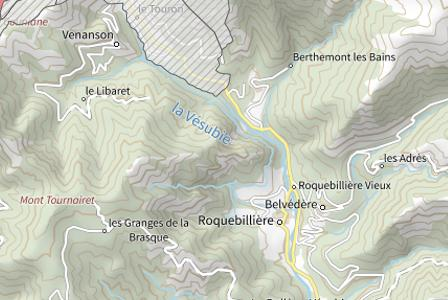 le Touron
Venanson
Berthemont les Bains
le Libaret
la Vésubie
les Adrès
Roquebillière Vieux
Mont Tournairet
Belvédère
Roquebillière
les Granges de la
Brasque